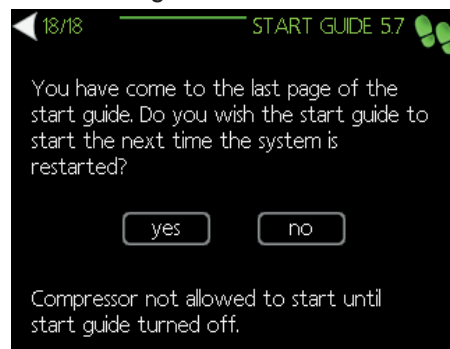 18/18 START GUIDE 5.7
You have come to the last page of the
start guide. Do you wish the start guide to
start the next time the system is
restarted?
yes no
Compressor not allowed to start until
start guide turned off.